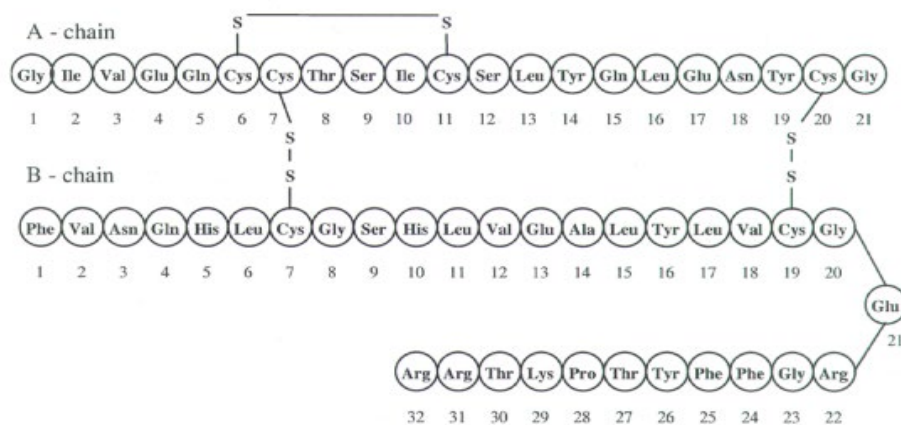 S S
A - chain
Gly Ile Val Glu Gln Cys Cys Thr Ser Ile Cys Ser Leu Tyr Gln Leu Glu Asn Tyr Cys Gly
1 2 3 4 5 6 7 8 9 10 11 12 13 14 15 16 17 18 19 20 21
S S
S S
B - chain
Phe Val Asn Gln His Leu Cys Gly Ser His Leu Val Glu Ala Leu Tyr Leu Val Cys Gly
1 2 3 4 5 6 7 8 9 10 11 12 13 14 15 16 17 18 19 20
Glu
21
Arg Arg Thr Lys Pro Thr Tyr Phe Phe Gly Arg
32 31 30 29 28 27 26 25 24 23 22